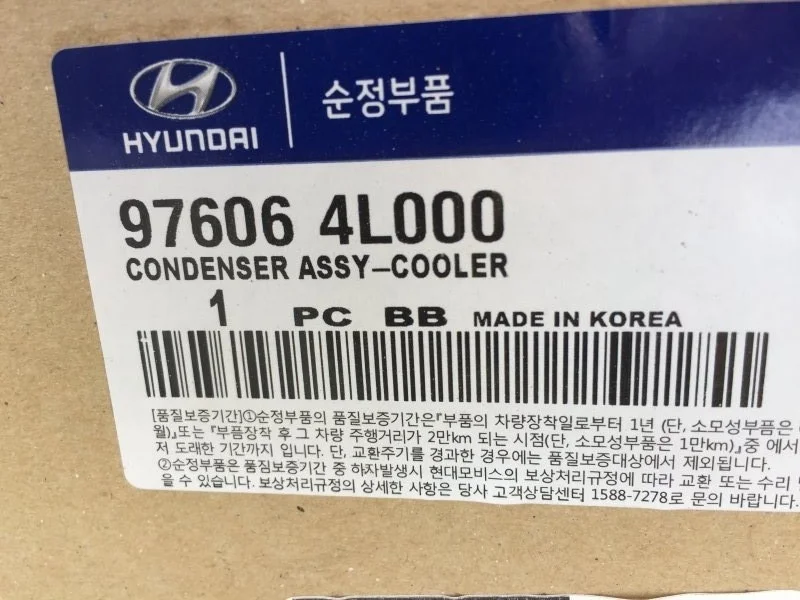 HYUNDAI
순정부품
97606 4L000
CONDENSER ASSY-COOLER
1 PC BB MADE IN KOREA
[품질보증기간]①순정부품의 품질보증기간은『부품의 차량장착일로부터 1년 (단, 소모성부품은
월)』또는 『부품장착 후 그 차량 주행거리가 2만km 되는 시점(단, 소모성부품은 1만km)』중 에서
저 도래한 기간까지 입니다. 단, 교환주기를 경과한 경우에는 품질보증대상에서 제외됩니다.
②순정부품은 품질보증기간 중 하자발생시 현대모비스의 보상처리규정에 따라 교환 또는 수리
을 수 있습니다. 보상처리규정의 상세한 사항은 당사 고객상담센터 1588-7278로 문의 바랍니다.